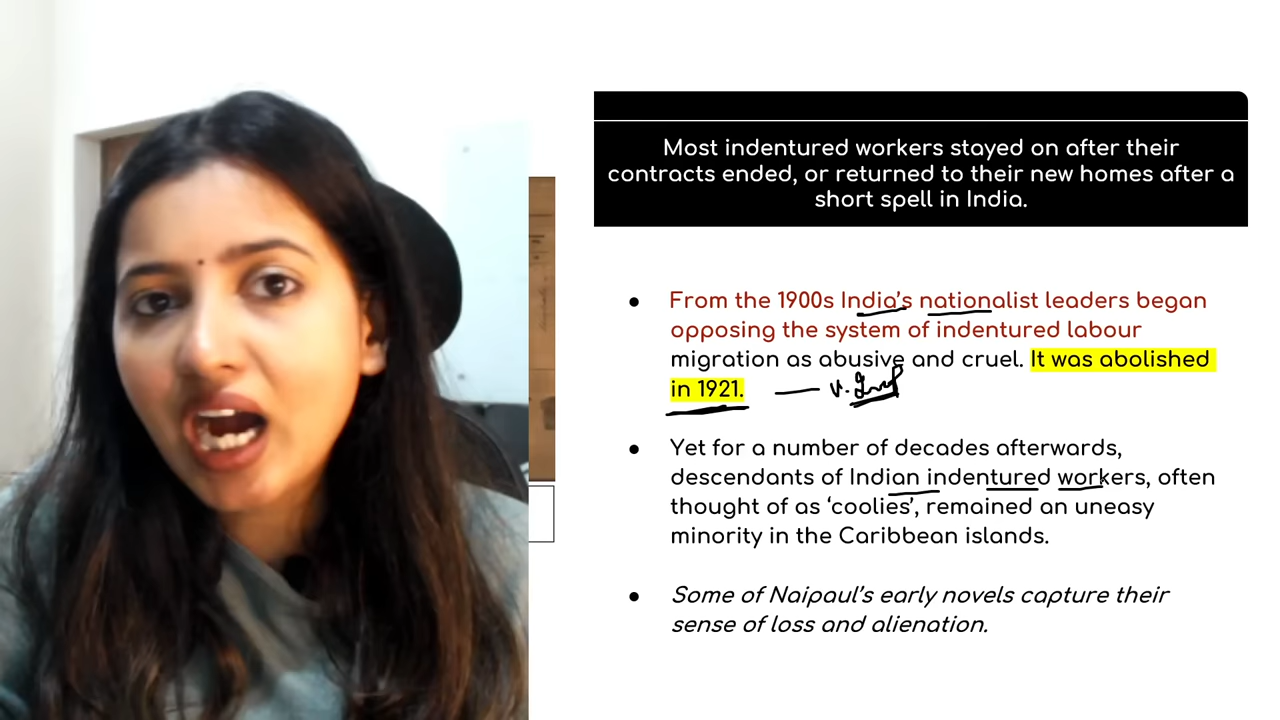 Most indentured workers stayed on after their
contracts ended, or returned to their new homes after a
short spell in India.
● From the 1900s India's nationalist leaders began
opposing the system of indentured labour
migration as abusive and cruel. It was abolished
in 1921. — v.
● Yet for a number of decades afterwards,
descendants of Indian indentured workers, often
thought of as ‘coolies’, remained an uneasy
minority in the Caribbean islands.
● Some of Naipaul's early novels capture their
sense of loss and alienation.